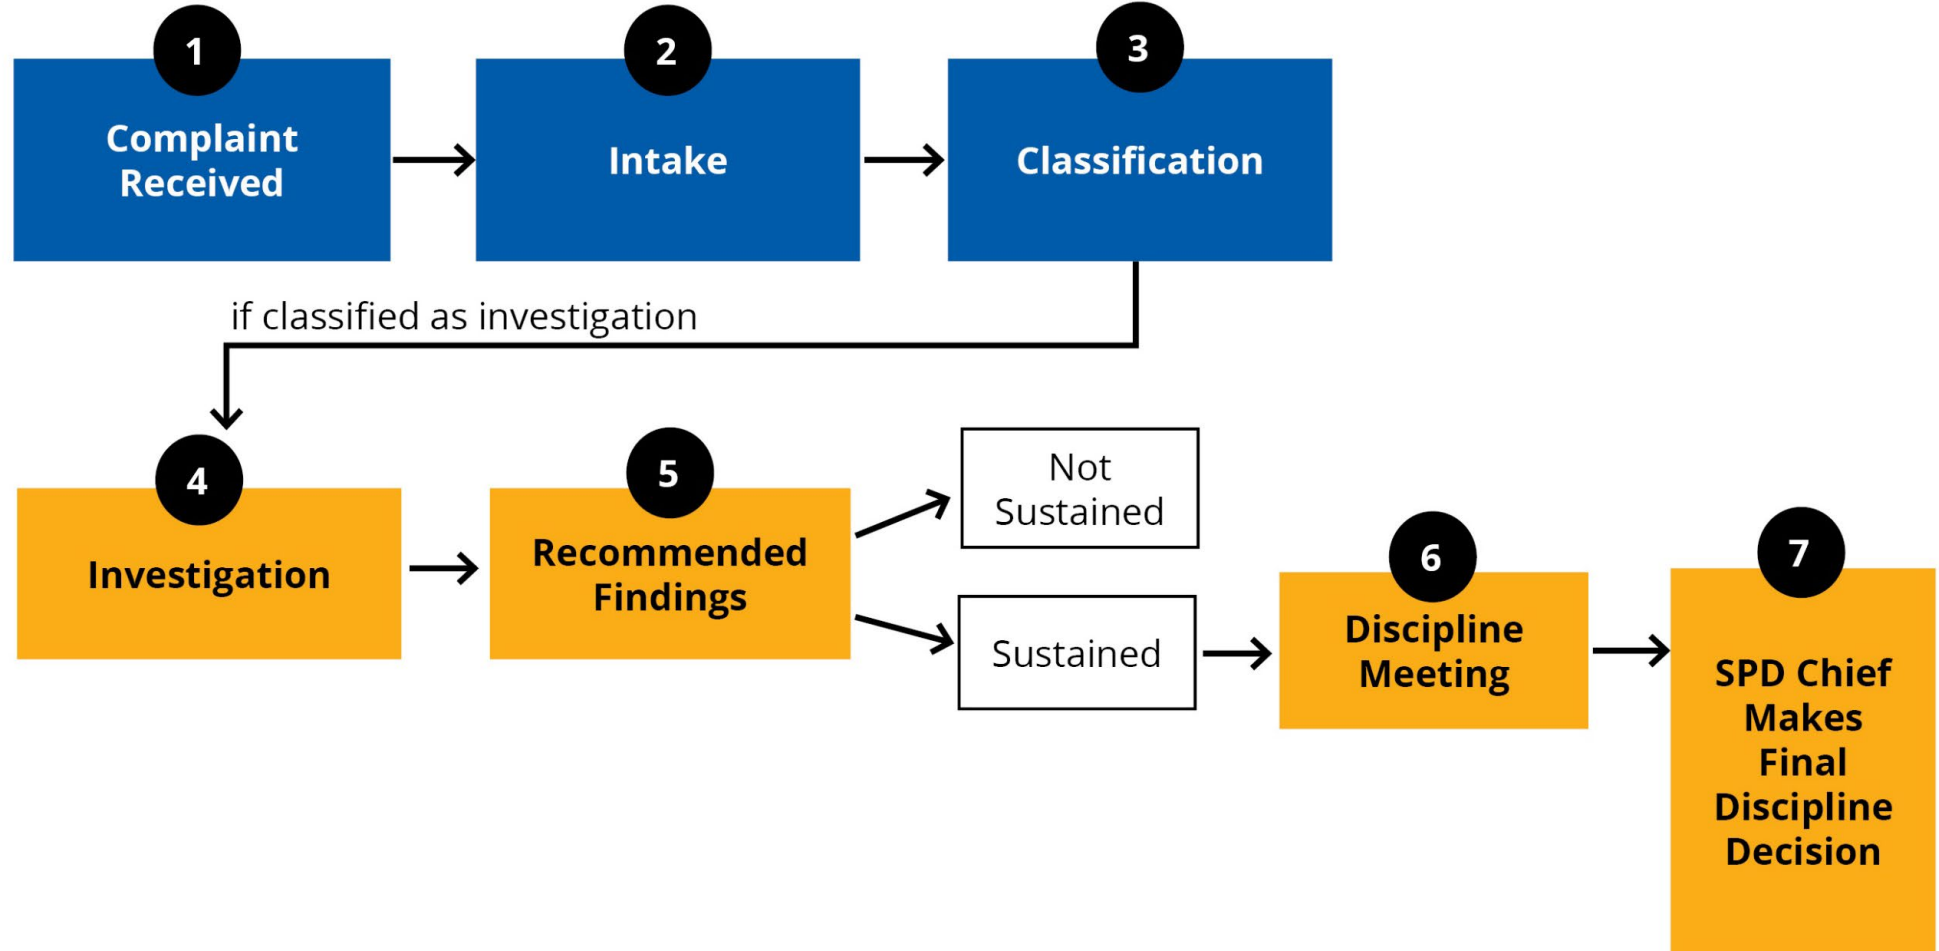 1
Complaint
Received
2
Intake
3
Classification
if classified as investigation
4
Investigation
5
Recommended
Findings
Not
Sustained
Sustained
6
Discipline
Meeting
7
SPD Chief
Makes
Final
Discipline
Decision